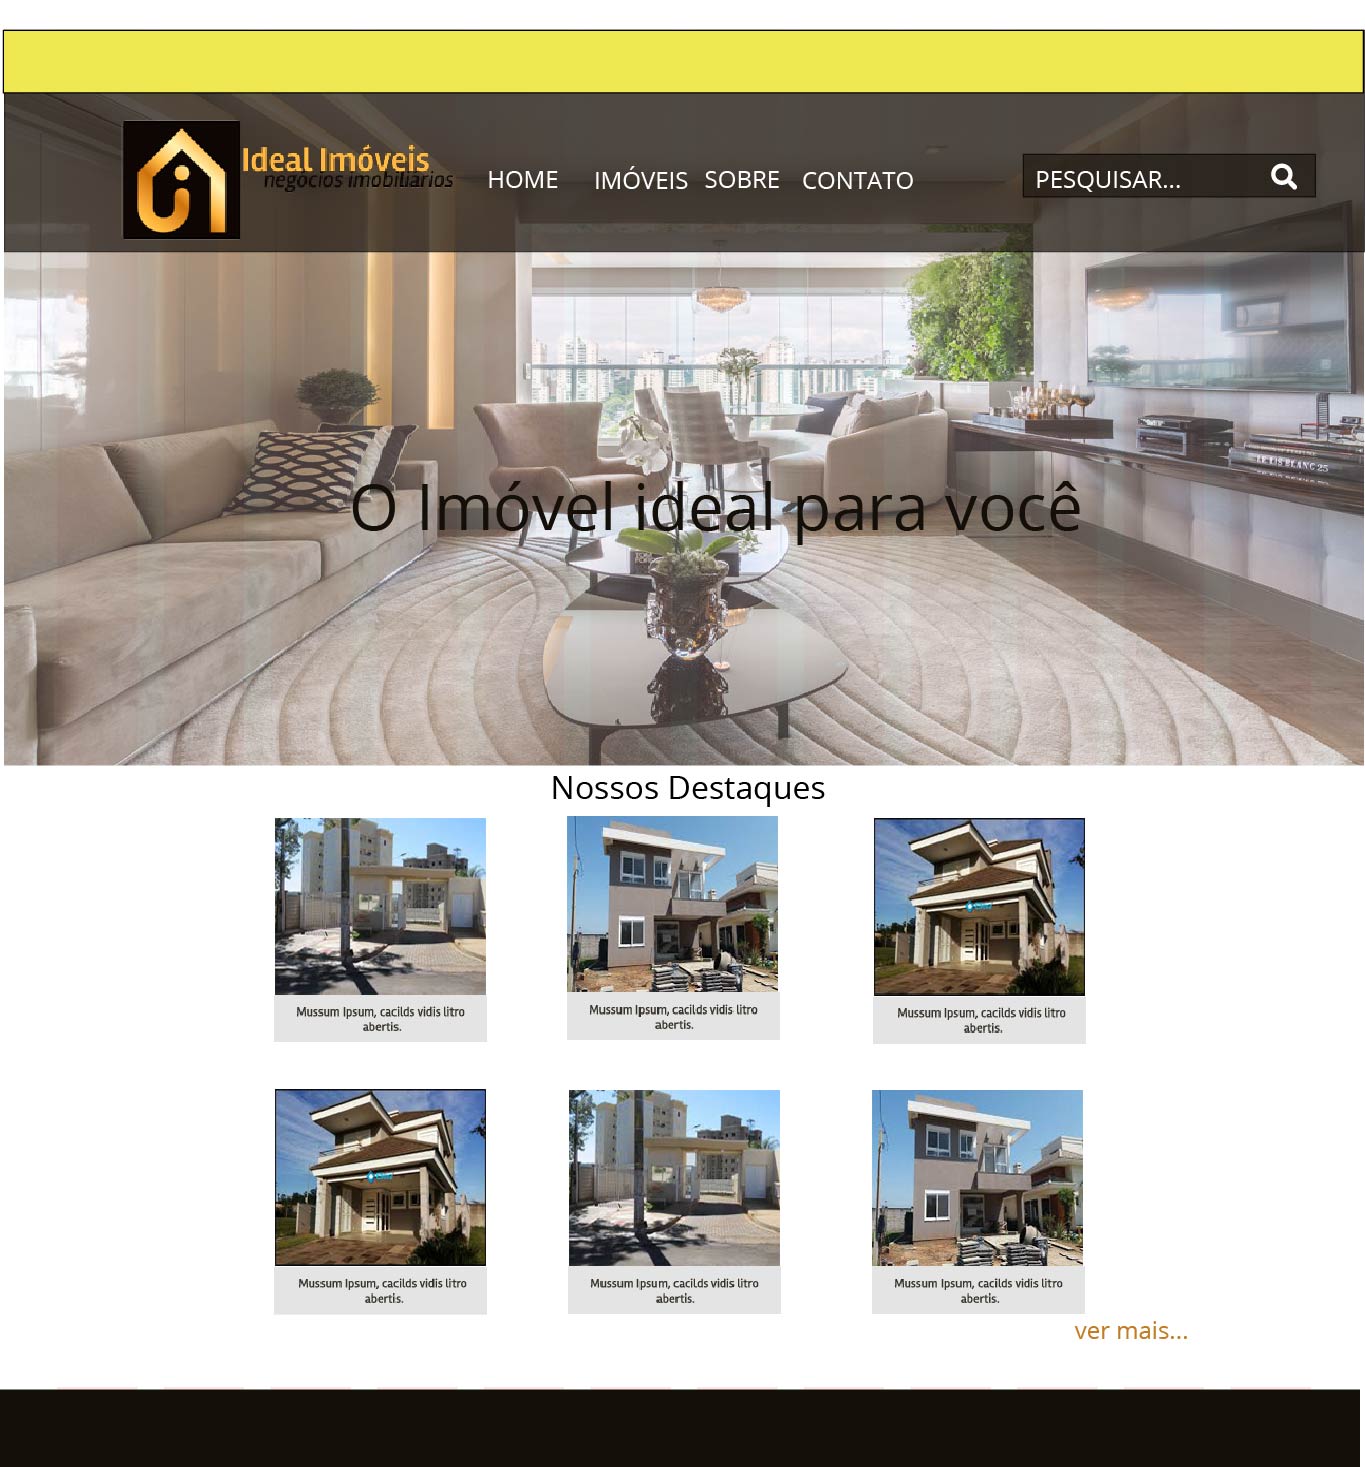 Ideal Imóveis
negócios imobiliários
HOME IMÓVEIS SOBRE CONTATO
PESQUISAR...
O Imóvel ideal para você
Nossos Destaques
Mussum Ipsum, cacilds vidis litro
abertis.
Mussum Ipsum, cacilds vidis litro
abertis.
Mussum Ipsum, cacilds vidis litro
abertis.
Mussum Ipsum, cacilds vidis litro
abertis.
Mussum Ipsum, cacilds vidis litro
abertis.
Mussum Ipsum, cacilds vidis litro
abertis.
ver mais...